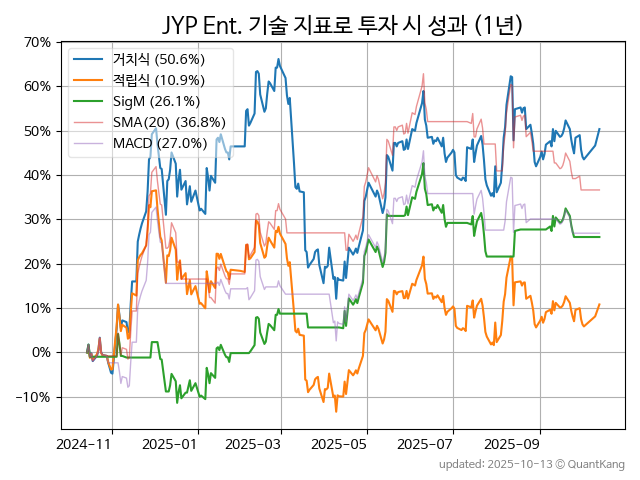 JYP Ent. 기술 지표로 투자 시 성과 (1년)
70%
60%
50%
40%
30%
20%
10%
0%
−10%
거치식 (50.6%)
적립식 (10.9%)
SigM (26.1%)
SMA(20) (36.8%)
MACD (27.0%)
2024-11
2025-01
2025-03
2025-05
2025-07
2025-09
updated: 2025-10-13 © QuantKang